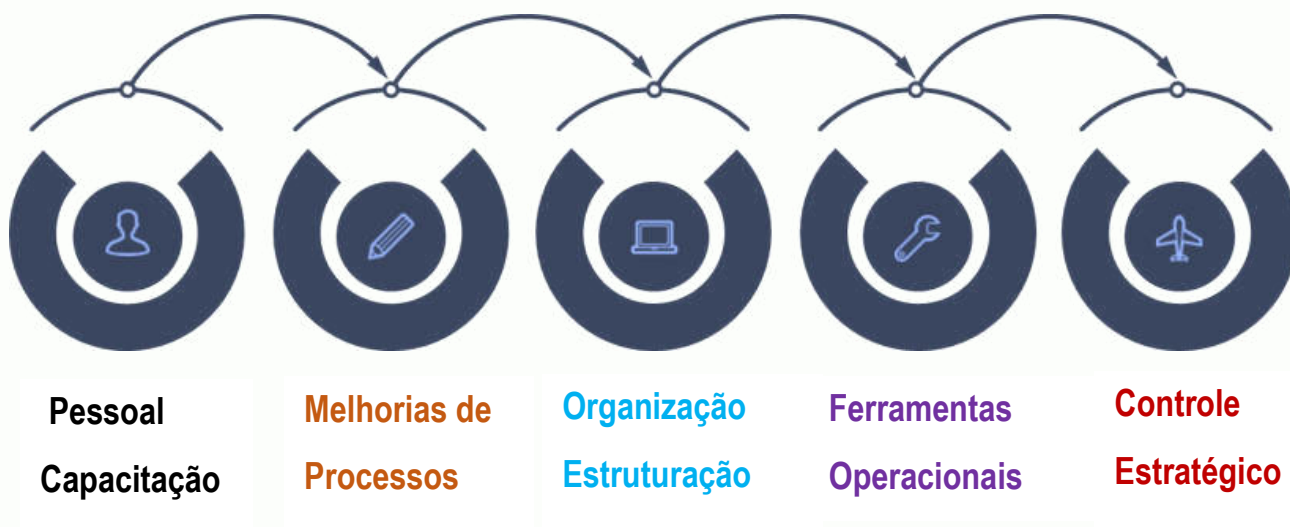 Pessoal
Capacitação
Melhorias de
Processos
Organização
Estruturação
Ferramentas
Operacionais
Controle
Estratégico